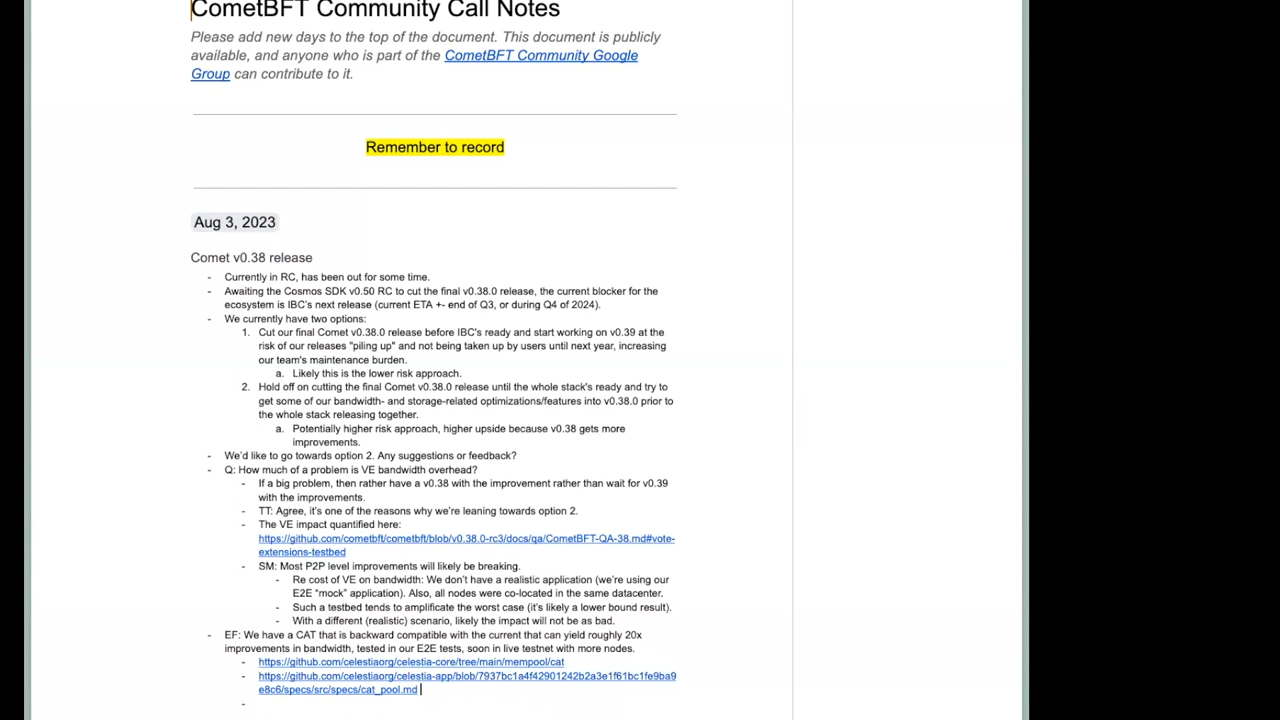 CometBFT Community Call Notes
Please add new days to the top of the document. This document is publicly
available, and anyone who is part of the CometBFT Community Google
Group can contribute to it.
Remember to record
Aug 3, 2023
Comet v0.38 release
- Currently in RC, has been out for some time.
- Awaiting the Cosmos SDK v0.50 RC to cut the final v0.38.0 release, the current blocker for the
ecosystem is IBC's next release (current ETA +- end of Q3, or during Q4 of 2024).
- We currently have two options:
1. Cut our final Comet v0.38.0 release before IBC's ready and start working on v0.39 at the
risk of our releases "piling up" and not being taken up by users until next year, increasing
our team's maintenance burden.
a. Likely this is the lower risk approach.
2. Hold off on cutting the final Comet v0.38.0 release until the whole stack's ready and try to
get some of our bandwidth- and storage-related optimizations/features into v0.38.0 prior to
the whole stack releasing together.
a. Potentially higher risk approach, higher upside because v0.38 gets more
improvements.
- We'd like to go towards option 2. Any suggestions or feedback?
- Q: How much of a problem is VE bandwidth overhead?
- If a big problem, then rather have a v0.38 with the improvement rather than wait for v0.39
with the improvements.
- TT: Agree, it's one of the reasons why we're leaning towards option 2.
- The VE impact quantified here:
https://github.com/cometbft/cometbft/blob/v0.38.0-rc3/docs/qa/CometBFT-QA-38.md#vote-
extensions-testbed
- SM: Most P2P level improvements will likely be breaking.
- Re cost of VE on bandwidth: We don't have a realistic application (we're using our
E2E “mock” application). Also, all nodes were co-located in the same datacenter.
- Such a testbed tends to amplificate the worst case (it's likely a lower bound result).
- With a different (realistic) scenario, likely the impact will not be as bad.
- EF: We have a CAT that is backward compatible with the current that can yield roughly 20x
improvements in bandwidth, tested in our E2E tests, soon in live testnet with more nodes.
- https://github.com/celestiaorg/celestia-core/tree/main/mempool/cat
- https://github.com/celestiaorg/celestia-app/blob/7937bc1a4f42901242b2a3e1f61bc1fe9ba9
e8c6/specs/src/specs/cat_pool.md
-